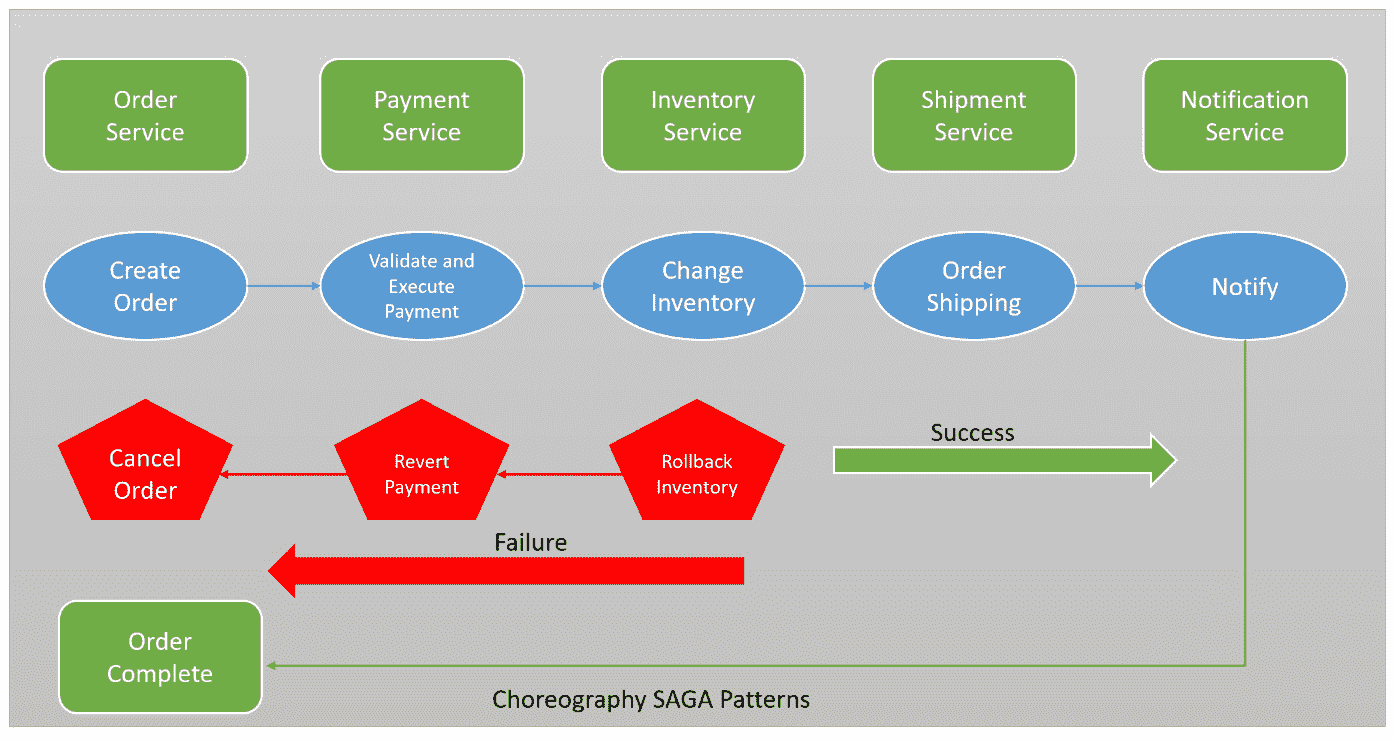 Order
Service
Payment
Service
Inventory
Service
Shipment
Service
Notification
Service
Create
Order
Validate and
Execute
Payment
Change
Inventory
Order
Shipping
Notify
Cancel
Order
Revert
Payment
Rollback
Inventory
Success
Failure
Order
Complete
Choreography SAGA Patterns